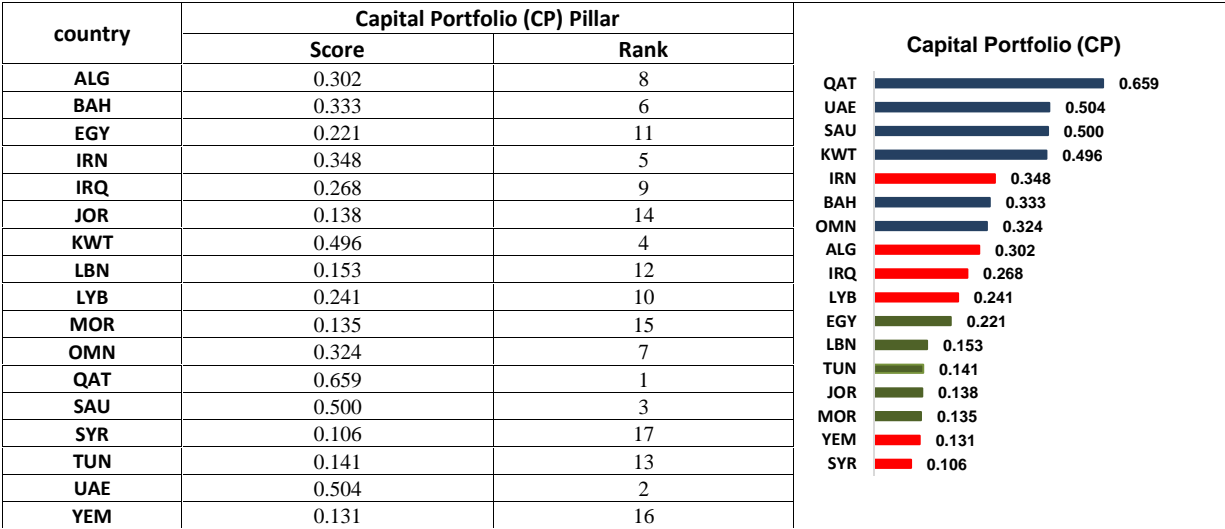 country Capital Portfolio (CP) Pillar
Score Rank
ALG 0.302 8
BAH 0.333 6
EGY 0.221 11
IRN 0.348 5
IRQ 0.268 9
JOR 0.138 14
KWT 0.496 4
LBN 0.153 12
LYB 0.241 10
MOR 0.135 15
OMN 0.324 7
QAT 0.659 1
SAU 0.500 3
SYR 0.106 17
TUN 0.141 13
UAE 0.504 2
YEM 0.131 16
Capital Portfolio (CP)
QAT 0.659
UAE 0.504
SAU 0.500
KWT 0.496
IRN 0.348
BAH 0.333
OMN 0.324
ALG 0.302
IRQ 0.268
LYB 0.241
EGY 0.221
LBN 0.153
TUN 0.141
JOR 0.138
MOR 0.135
YEM 0.131
SYR 0.106